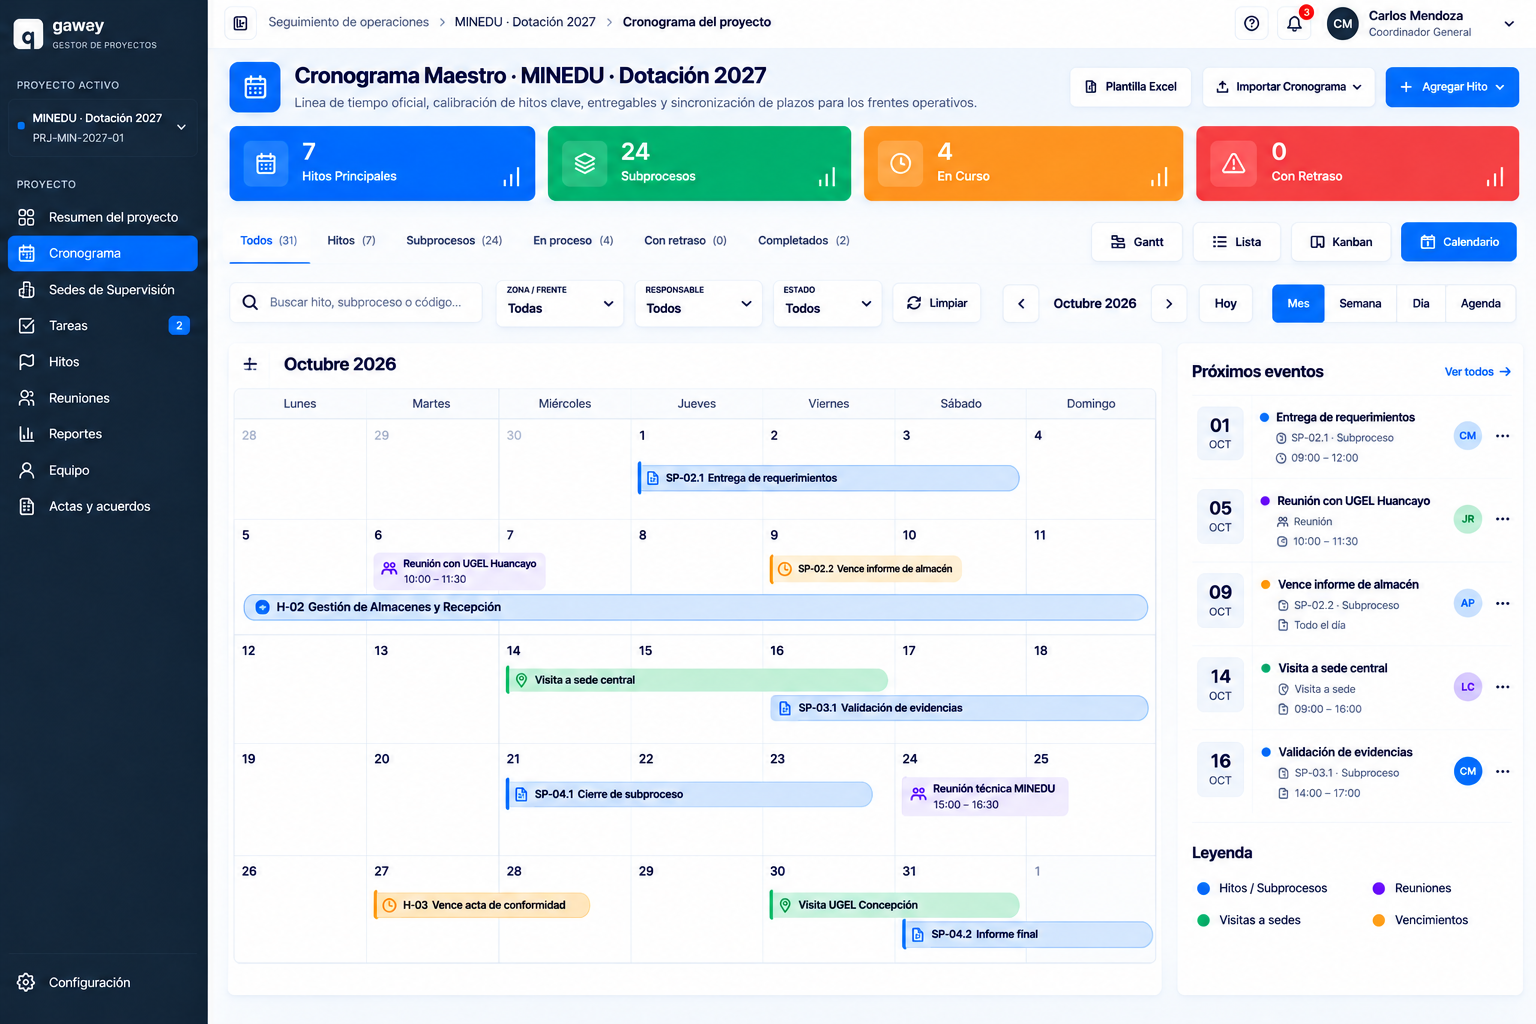 gawey
GESTOR DE PROYECTOS
PROYECTO ACTIVO
MINEDU · Dotación 2027
PRJ-MIN-2027-01
PROYECTO
Resumen del proyecto
Cronograma
Sedes de Supervisión
Tareas 2
Hitos
Reuniones
Reportes
Equipo
Actas y acuerdos
Configuración
Seguimiento de operaciones > MINEDU · Dotación 2027 > Cronograma del proyecto
3
CM
Carlos Mendoza
Coordinador General
Cronograma Maestro · MINEDU · Dotación 2027
Línea de tiempo oficial, calibración de hitos clave, entregables y sincronización de plazos para los frentes operativos.
Plantilla Excel
Importar Cronograma
+ Agregar Hito
7
Hitos Principales
24
Subprocesos
4
En Curso
0
Con Retraso
Todos (31) Hitos (7) Subprocesos (24) En proceso (4) Con retraso (0) Completados (2)
Gantt Lista Kanban Calendario
Buscar hito, subproceso o código...
ZONA / FRENTE
Todas
RESPONSABLE
Todos
ESTADO
Todos
Limpiar
< Octubre 2026 >
Hoy
Mes Semana Día Agenda
Octubre 2026
Lunes Martes Miércoles Jueves Viernes Sábado Domingo
28 29 30 1 2 3 4
SP-02.1 Entrega de requerimientos
5 6 7 8 9 10 11
Reunión con UGEL Huancayo
10:00 – 11:30
SP-02.2 Vence informe de almacén
H-02 Gestión de Almacenes y Recepción
12 13 14 15 16 17 18
Visita a sede central
SP-03.1 Validación de evidencias
19 20 21 22 23 24 25
SP-04.1 Cierre de subproceso
Reunión técnica MINEDU
15:00 – 16:30
26 27 28 29 30 31 1
H-03 Vence acta de conformidad
Visita UGEL Concepción
SP-04.2 Informe final
Próximos eventos
Ver todos →
01
OCT
Entrega de requerimientos
SP-02.1 · Subproceso
09:00 – 12:00
CM
05
OCT
Reunión con UGEL Huancayo
Reunión
10:00 – 11:30
JR
09
OCT
Vence informe de almacén
SP-02.2 · Subproceso
Todo el día
AP
14
OCT
Visita a sede central
Visita a sede
09:00 – 16:00
LC
16
OCT
Validación de evidencias
SP-03.1 · Subproceso
14:00 – 17:00
CM
Leyenda
Hitos / Subprocesos
Reuniones
Visitas a sedes
Vencimientos